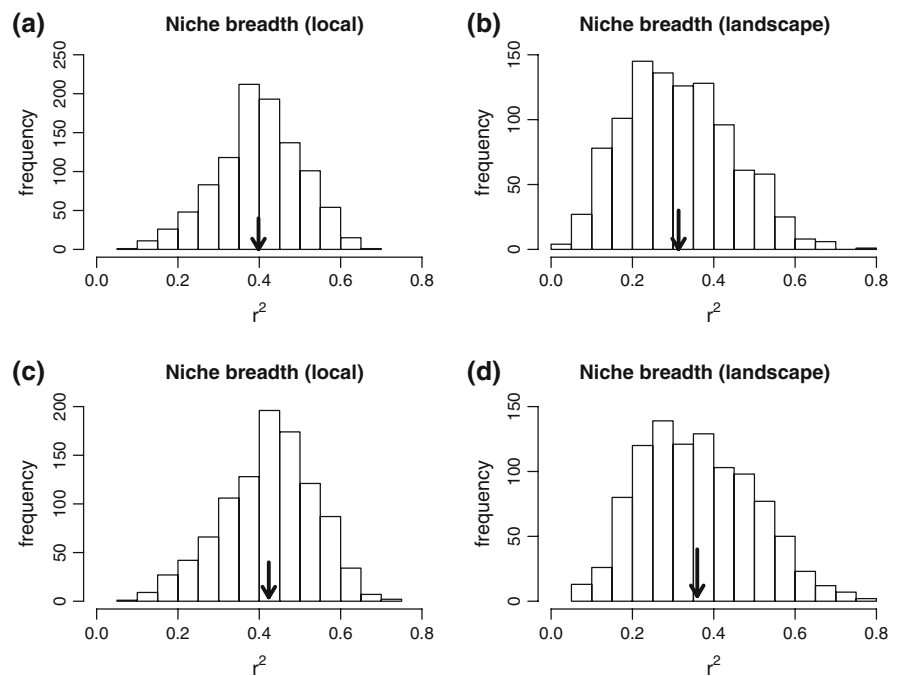 (a) Niche breadth (local)
frequency
0 50 100 150 200 250
0.0 0.2 0.4 0.6 0.8
r²
(b) Niche breadth (landscape)
frequency
0 50 100 150
0.0 0.2 0.4 0.6 0.8
r²
(c) Niche breadth (local)
frequency
0 50 100 150 200
0.0 0.2 0.4 0.6 0.8
r²
(d) Niche breadth (landscape)
frequency
0 50 100 150
0.0 0.2 0.4 0.6 0.8
r²